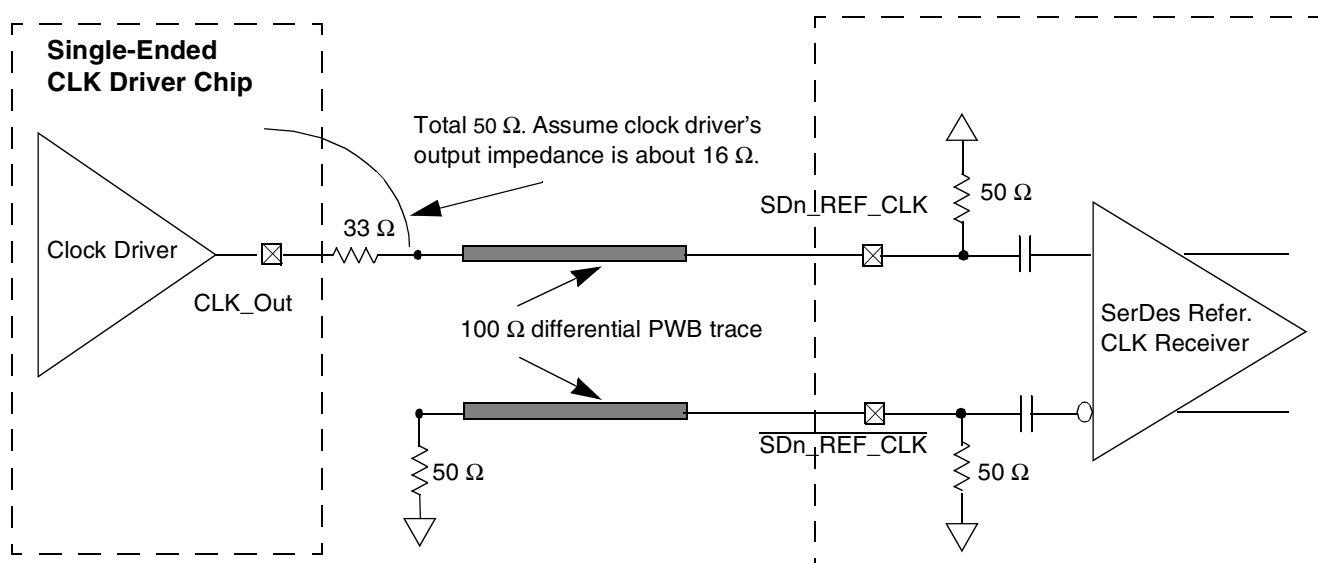 Single-Ended
CLK Driver Chip
Total 50 Ω. Assume clock driver's
output impedance is about 16 Ω.
SDn_REF_CLK
50 Ω
33 Ω
Clock Driver
CLK_Out
100 Ω differential PWB trace
SerDes Refer.
CLK Receiver
SDn_REF_CLK
50 Ω
50 Ω